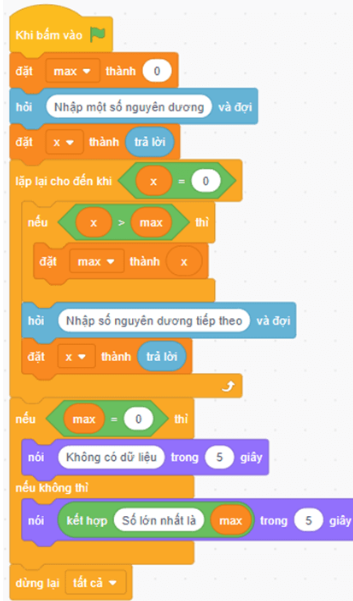 Khi bấm vào
đặt max thành 0
hỏi Nhập một số nguyên dương và đợi
đặt x thành trả lời
lặp lại cho đến khi x = 0
nếu x > max thì
đặt max thành x
hỏi Nhập số nguyên dương tiếp theo và đợi
đặt x thành trả lời
nếu max = 0 thì
nói Không có dữ liệu trong 5 giây
nếu không thì
nói kết hợp Số lớn nhất là max trong 5 giây
dừng lại tất cả